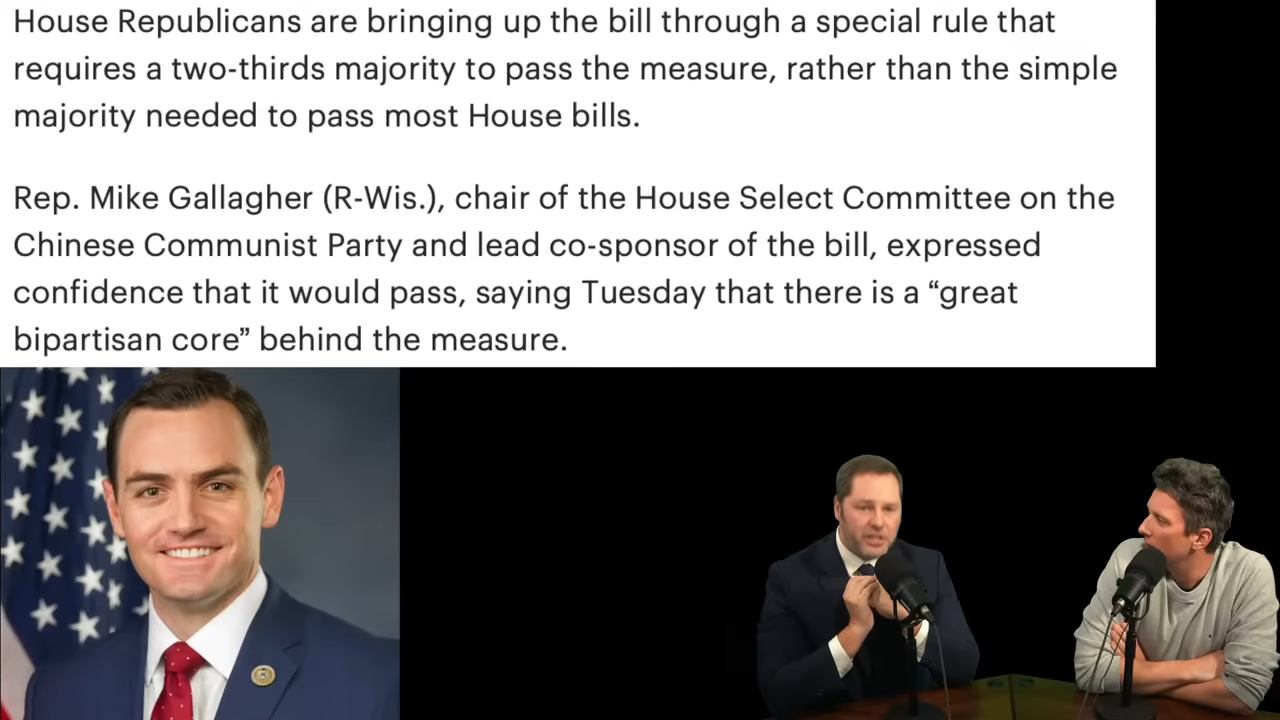 House Republicans are bringing up the bill through a special rule that
requires a two-thirds majority to pass the measure, rather than the simple
majority needed to pass most House bills.
Rep. Mike Gallagher (R-Wis.), chair of the House Select Committee on the
Chinese Communist Party and lead co-sponsor of the bill, expressed
confidence that it would pass, saying Tuesday that there is a “great
bipartisan core” behind the measure.